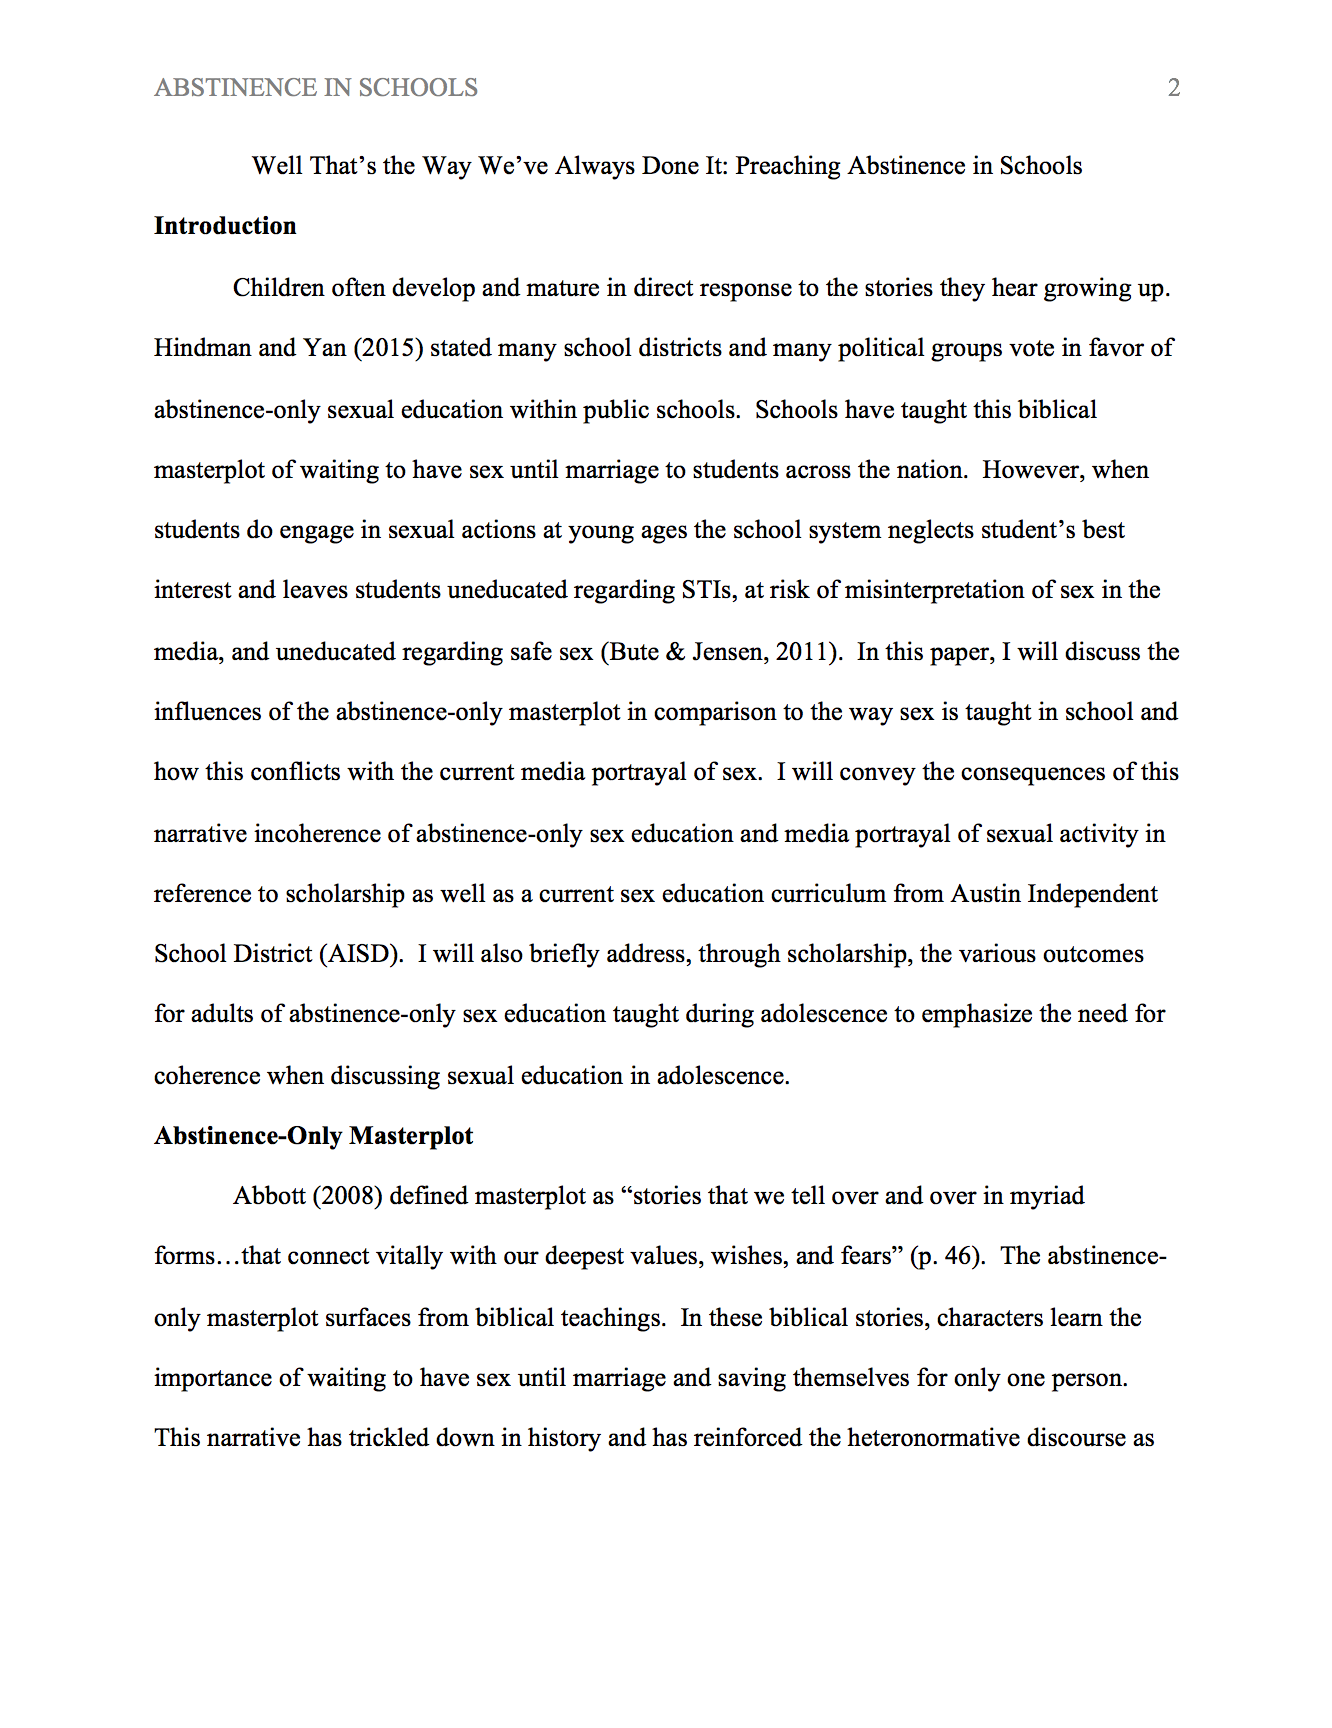 ABSTINENCE IN SCHOOLS 2
Well That’s the Way We’ve Always Done It: Preaching Abstinence in Schools
Introduction
Children often develop and mature in direct response to the stories they hear growing up.
Hindman and Yan (2015) stated many school districts and many political groups vote in favor of
abstinence-only sexual education within public schools.  Schools have taught this biblical
masterplot of waiting to have sex until marriage to students across the nation.  However, when
students do engage in sexual actions at young ages the school system neglects student’s best
interest and leaves students uneducated regarding STIs, at risk of misinterpretation of sex in the
media, and uneducated regarding safe sex (Bute & Jensen, 2011).  In this paper, I will discuss the
influences of the abstinence-only masterplot in comparison to the way sex is taught in school and
how this conflicts with the current media portrayal of sex.  I will convey the consequences of this
narrative incoherence of abstinence-only sex education and media portrayal of sexual activity in
reference to scholarship as well as a current sex education curriculum from Austin Independent
School District (AISD).  I will also briefly address, through scholarship, the various outcomes
for adults of abstinence-only sex education taught during adolescence to emphasize the need for
coherence when discussing sexual education in adolescence.
Abstinence-Only Masterplot
Abbott (2008) defined masterplot as “stories that we tell over and over in myriad
forms…that connect vitally with our deepest values, wishes, and fears” (p. 46).  The abstinence-
only masterplot surfaces from biblical teachings.  In these biblical stories, characters learn the
importance of waiting to have sex until marriage and saving themselves for only one person.
This narrative has trickled down in history and has reinforced the heteronormative discourse as